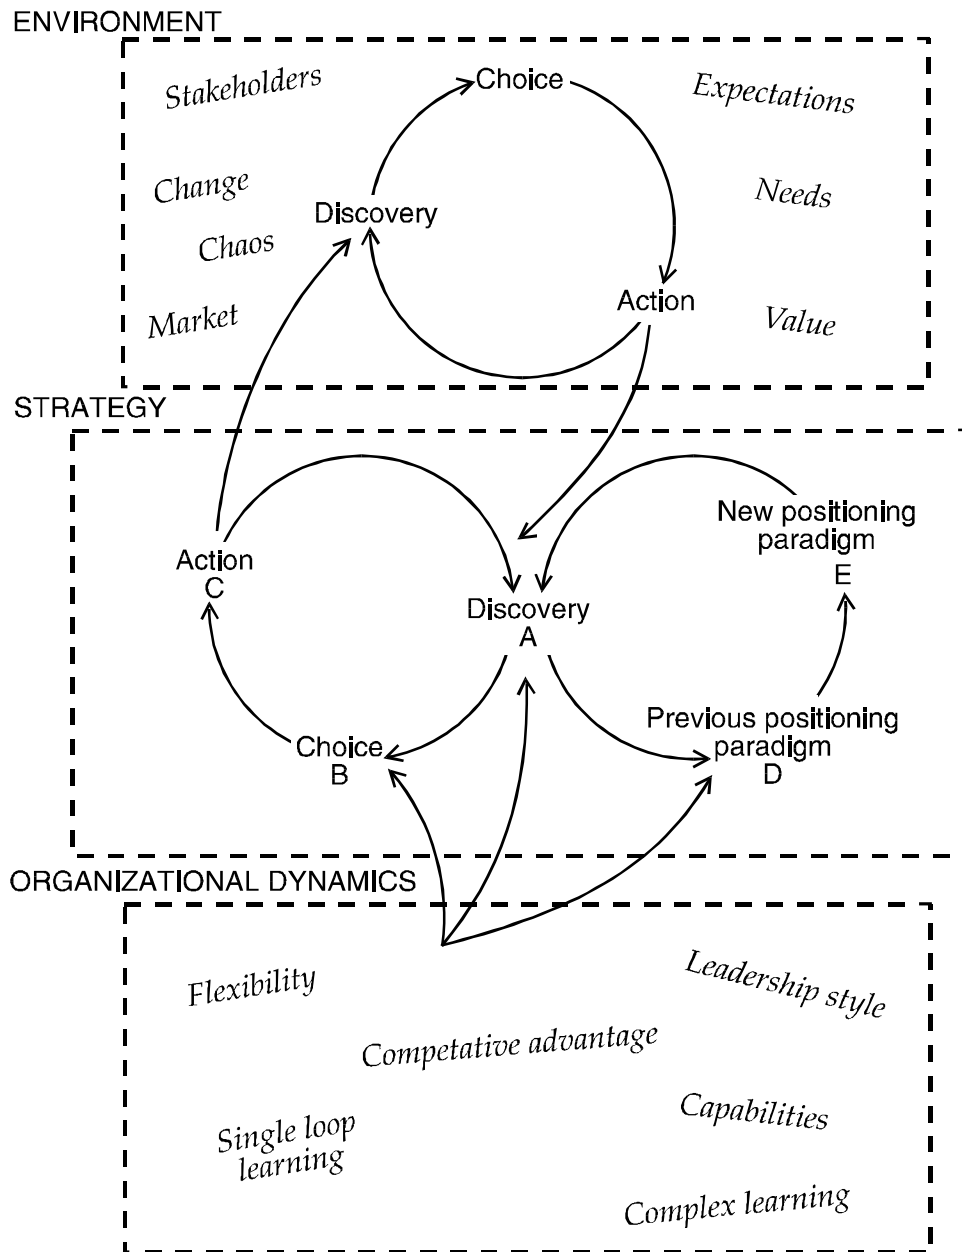 ENVIRONMENT
Stakeholders
Choice
Expectations
Change
Needs
Discovery
Chaos
Action
Market
Value
STRATEGY
New positioning
paradigm
E
Action
C
Discovery
A
Previous positioning
paradigm
D
Choice
B
ORGANIZATIONAL DYNAMICS
Flexibility
Leadership style
Competative advantage
Capabilities
Single loop
learning
Complex learning